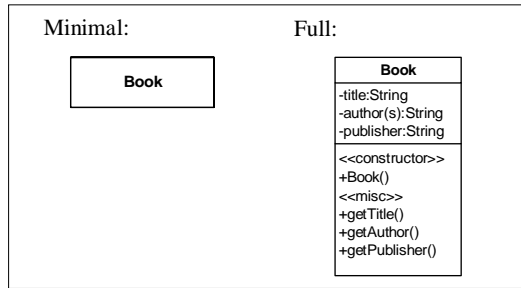 Minimal:
Book
Full:
Book
-title:String
-author(s):String
-publisher:String
<<constructor>>
+Book()
<<misc>>
+getTitle()
+getAuthor()
+getPublisher()